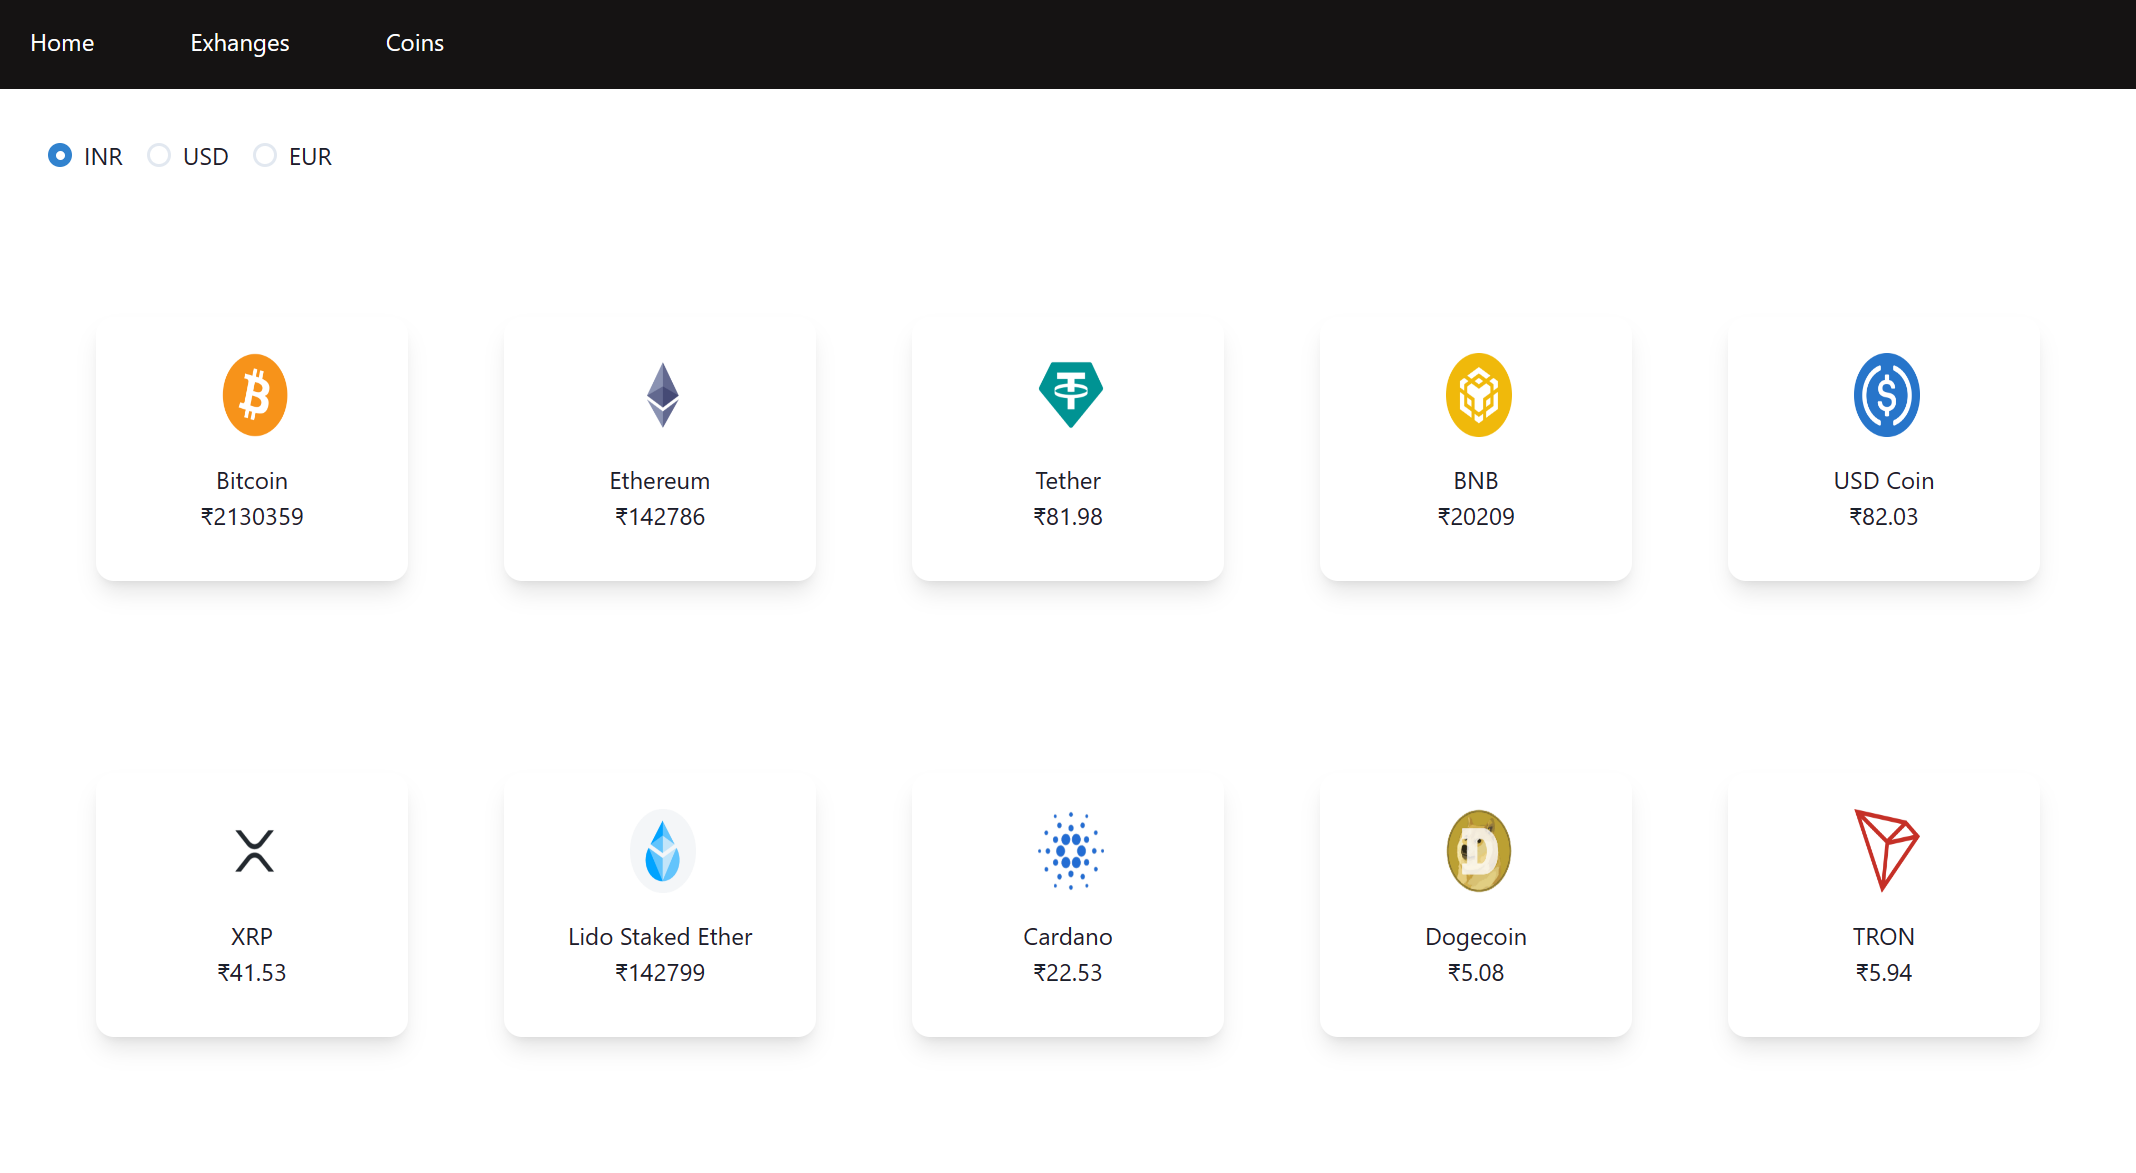 Home Exhanges Coins
INR USD EUR
Bitcoin
₹2130359
Ethereum
₹142786
Tether
₹81.98
BNB
₹20209
USD Coin
₹82.03
XRP
₹41.53
Lido Staked Ether
₹142799
Cardano
₹22.53
Dogecoin
₹5.08
TRON
₹5.94